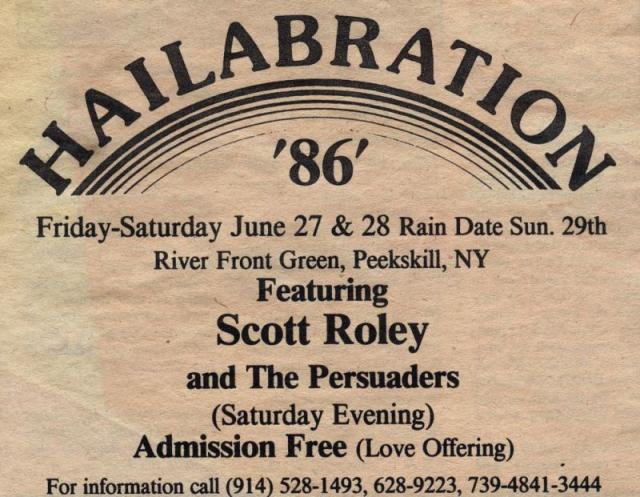 HAILABRATION
'86'
Friday-Saturday June 27 & 28 Rain Date Sun. 29th
River Front Green, Peekskill, NY
Featuring
Scott Roley
and The Persuaders
(Saturday Evening)
Admission Free (Love Offering)
For information call (914) 528-1493, 628-9223, 739-4841-3444